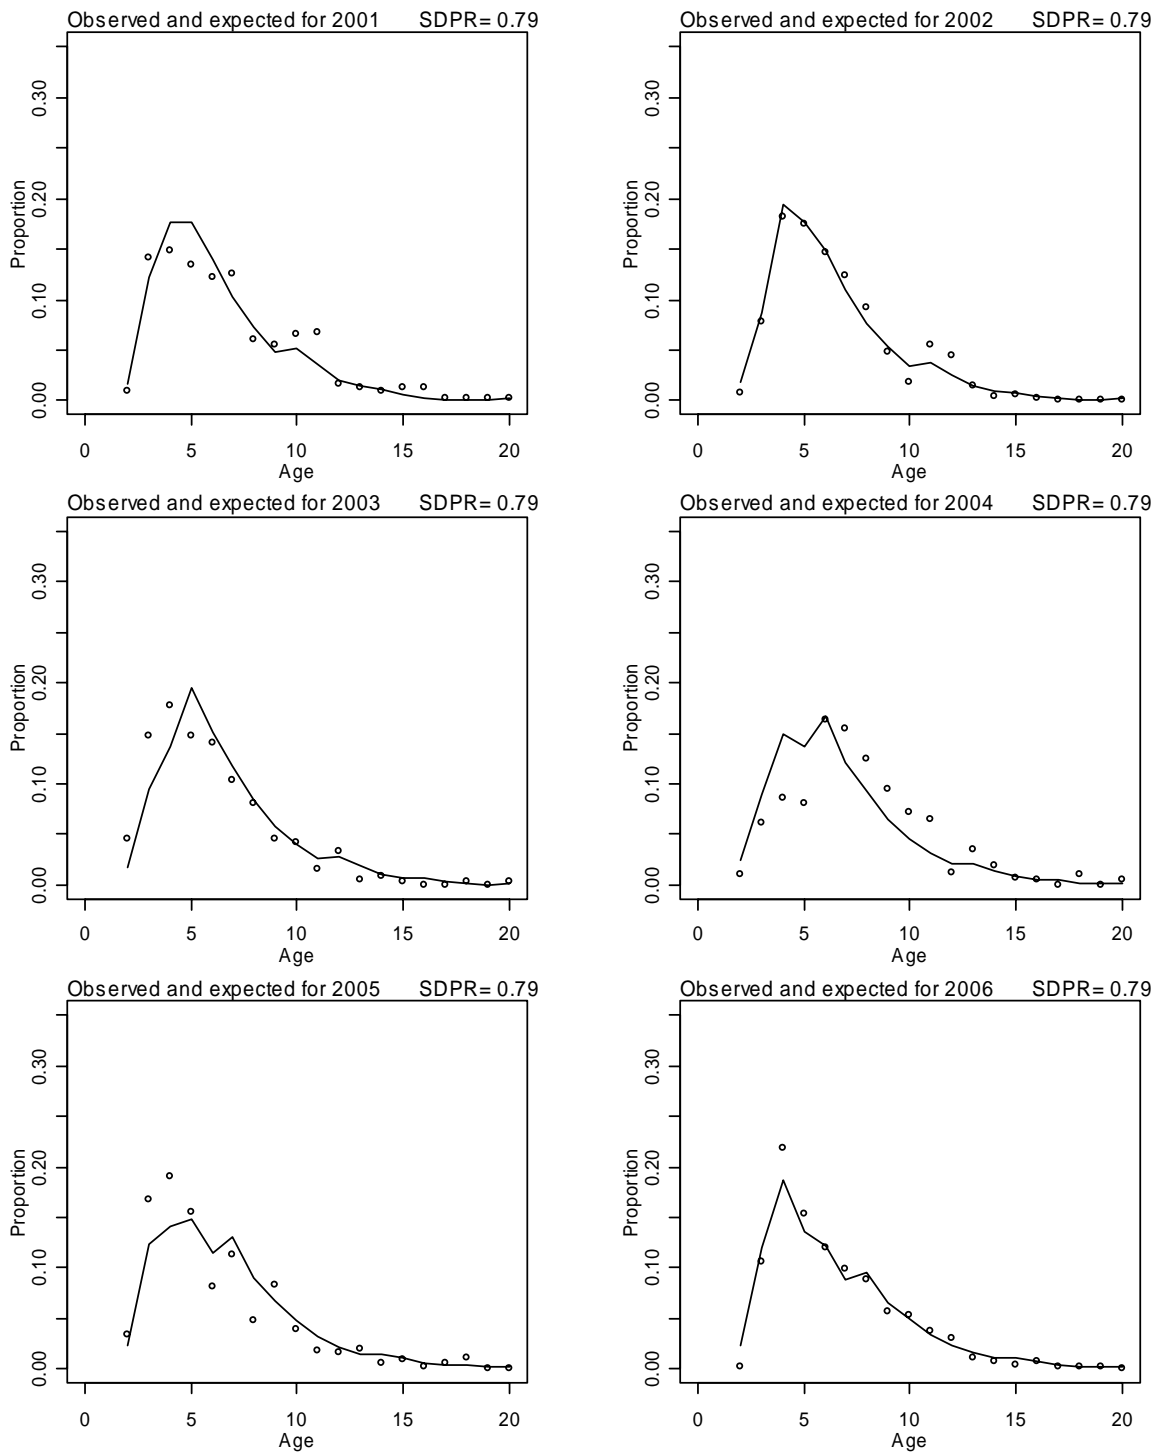 Observed and expected for 2001 SDPR= 0.79
Proportion
0.30
0.20
0.10
0.00
0 5 10 15 20
Age
Observed and expected for 2002 SDPR= 0.79
Proportion
0.30
0.20
0.10
0.00
0 5 10 15 20
Age
Observed and expected for 2003 SDPR= 0.79
Proportion
0.30
0.20
0.10
0.00
0 5 10 15 20
Age
Observed and expected for 2004 SDPR= 0.79
Proportion
0.30
0.20
0.10
0.00
0 5 10 15 20
Age
Observed and expected for 2005 SDPR= 0.79
Proportion
0.30
0.20
0.10
0.00
0 5 10 15 20
Age
Observed and expected for 2006 SDPR= 0.79
Proportion
0.30
0.20
0.10
0.00
0 5 10 15 20
Age